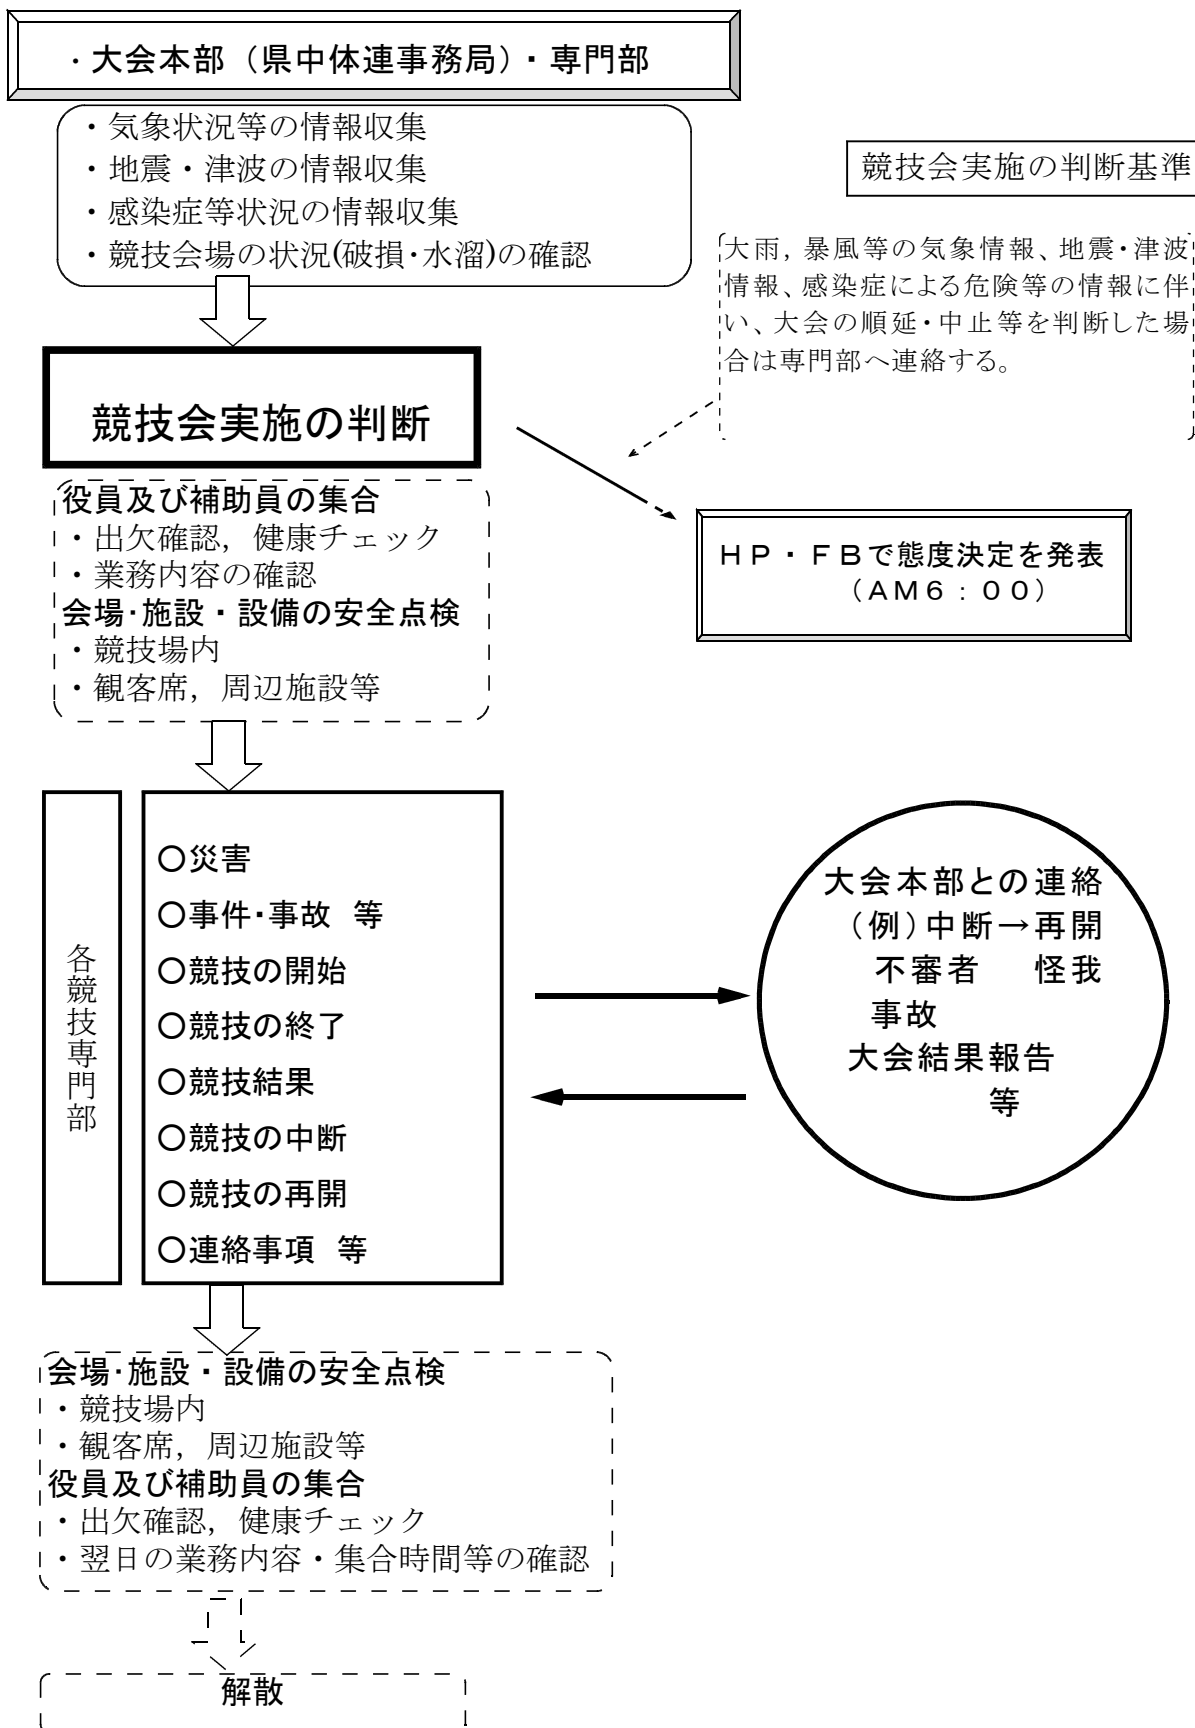 ・大会本部（県中体連事務局）・専門部
・気象状況等の情報収集
・地震・津波の情報収集
・感染症等状況の情報収集
・競技会場の状況(破損・水溜)の確認
競技会実施の判断基準
大雨，暴風等の気象情報、地震・津波
情報、感染症による危険等の情報に伴
い、大会の順延・中止等を判断した場
合は専門部へ連絡する。
競技会実施の判断
ＨＰ・ＦＢで態度決定を発表
（ＡＭ６：００）
役員及び補助員の集合
・出欠確認，健康チェック
・業務内容の確認
会場・施設・設備の安全点検
・競技場内
・観客席，周辺施設等
各競技専門部
○災害
○事件・事故　等
○競技の開始
○競技の終了
○競技結果
○競技の中断
○競技の再開
○連絡事項　等
大会本部との連絡
（例）中断→再開
不審者　怪我
事故
大会結果報告
等
会場・施設・設備の安全点検
・競技場内
・観客席，周辺施設等
役員及び補助員の集合
・出欠確認，健康チェック
・翌日の業務内容・集合時間等の確認
解散